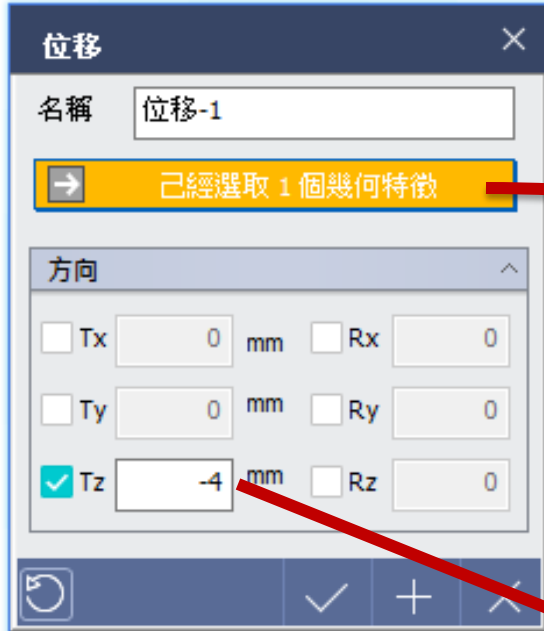 位移
名稱 位移-1
己經選取 1 個幾何特徵
方向
Tx 0 mm Rx 0
Ty 0 mm Ry 0
Tz -4 mm Rz 0